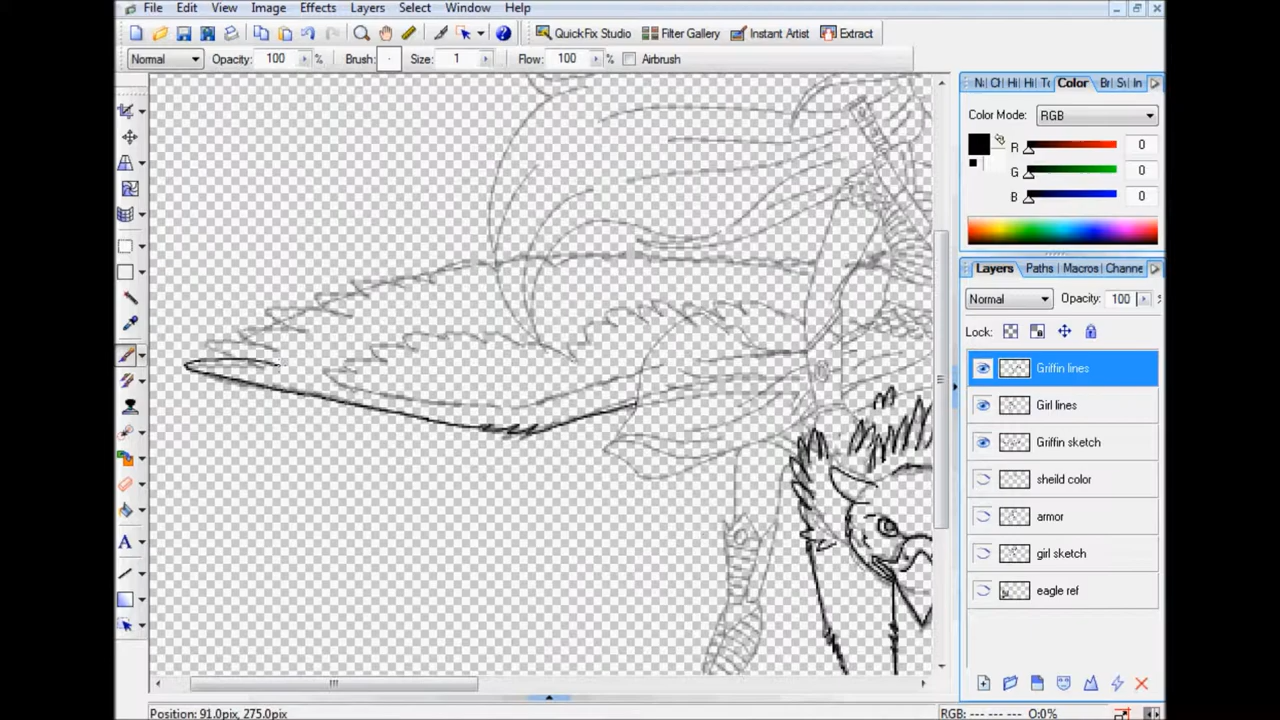 File Edit View Image Effects Layers Select Window Help
QuickFix Studio Filter Gallery Instant Artist Extract
Normal Opacity: 100 % Brush: Size: 1 Flow: 100 % Airbrush
Color
Color Mode: RGB
R 0
G 0
B 0
Layers Paths Macros Channe
Normal Opacity: 100 %
Lock:
Griffin lines
Girl lines
Griffin sketch
sheild color
armor
girl sketch
eagle ref
Position: 91.0pix, 275.0pix RGB: --- --- --- O:0%